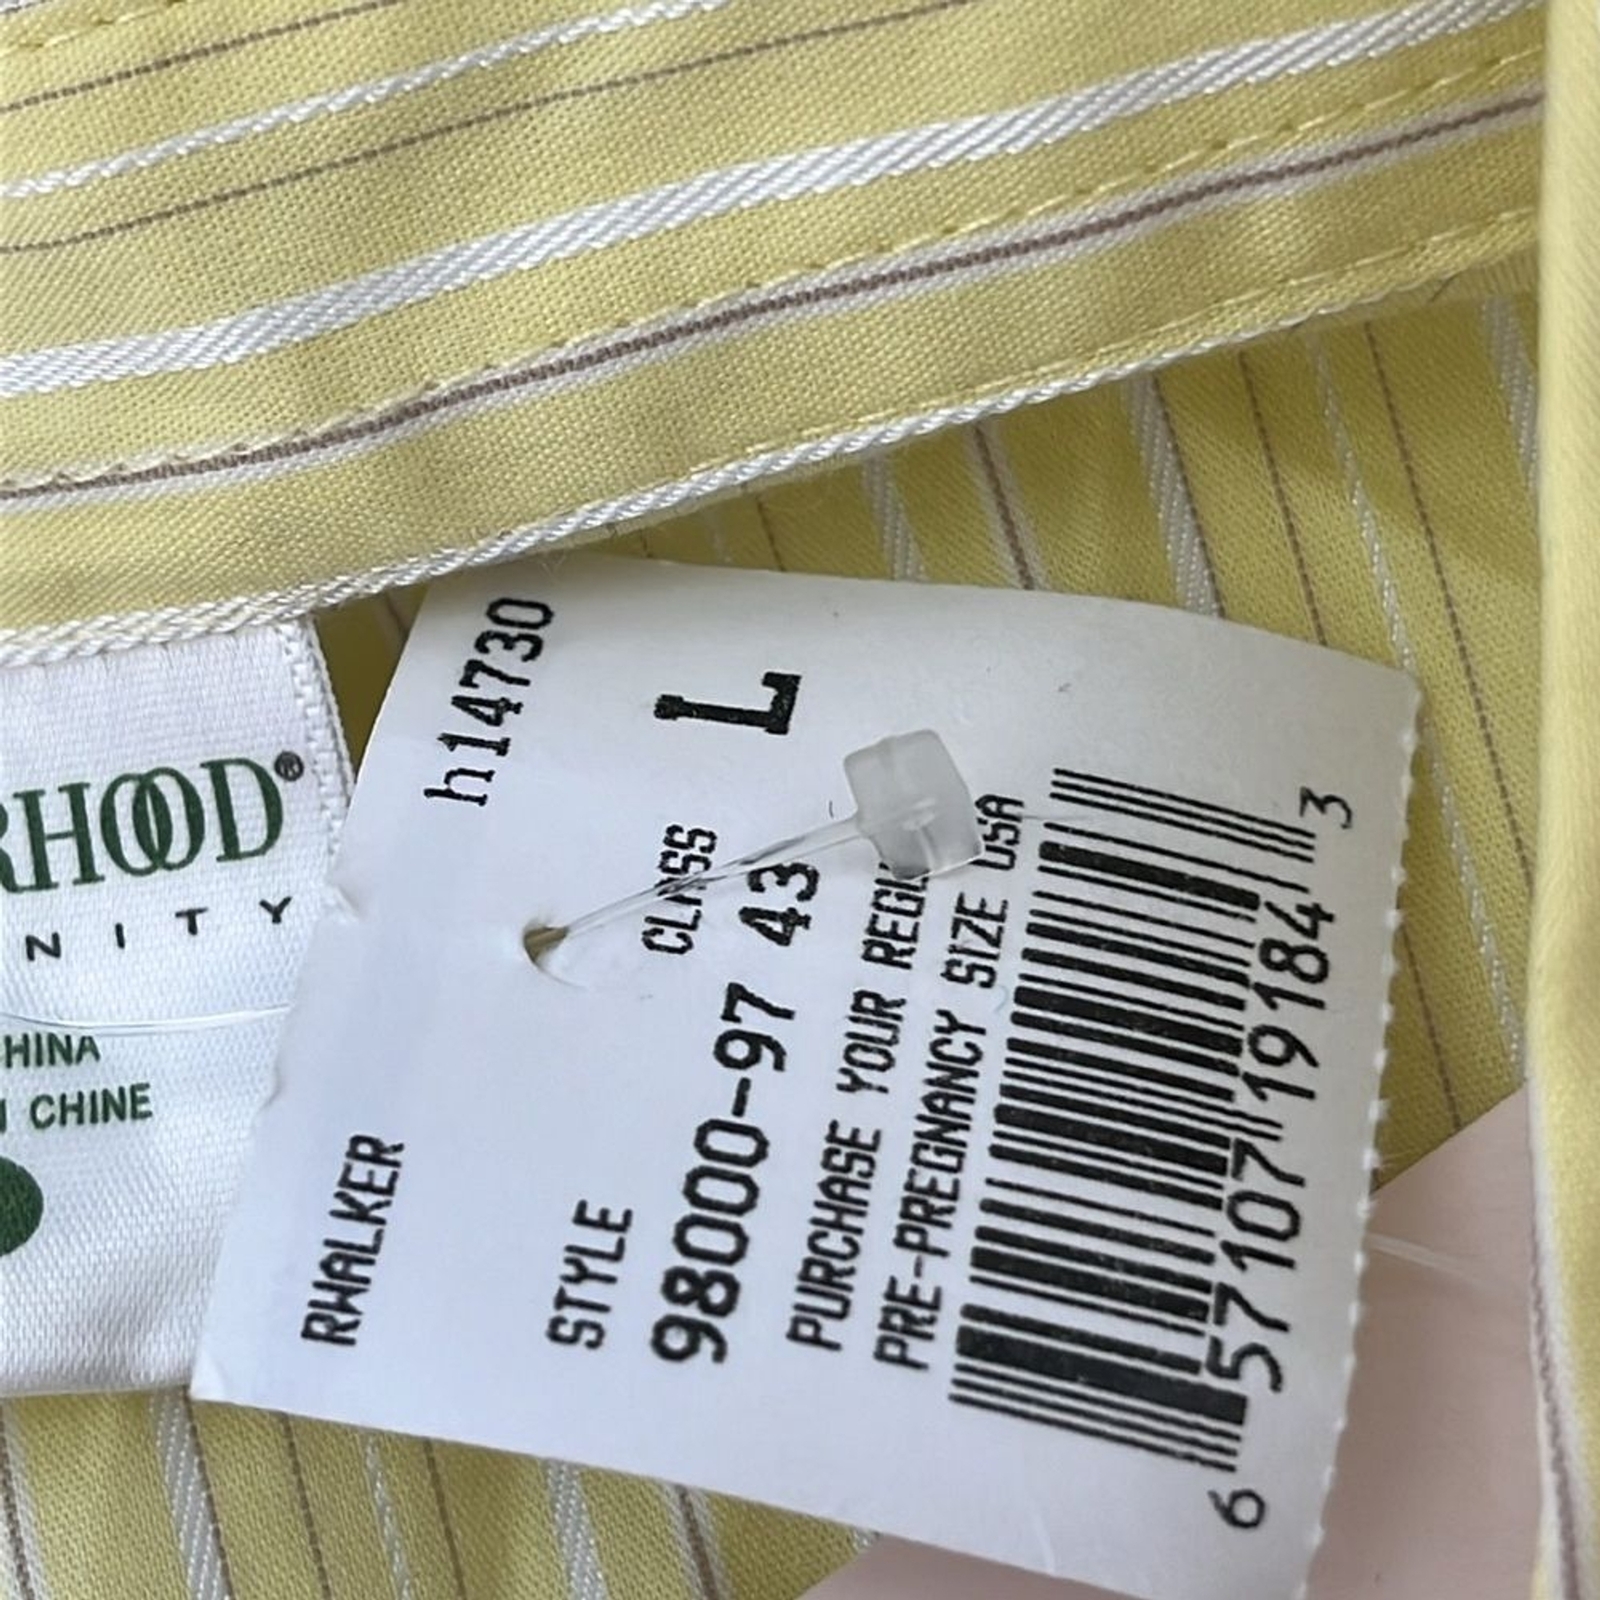 RHOOD®
NITY
HINA
CHINE
RWALKER h14730
STYLE CLASS L
98000-97 43
PURCHASE YOUR
PRE-PREGNANCY SIZE USA
6 57107 19184 3